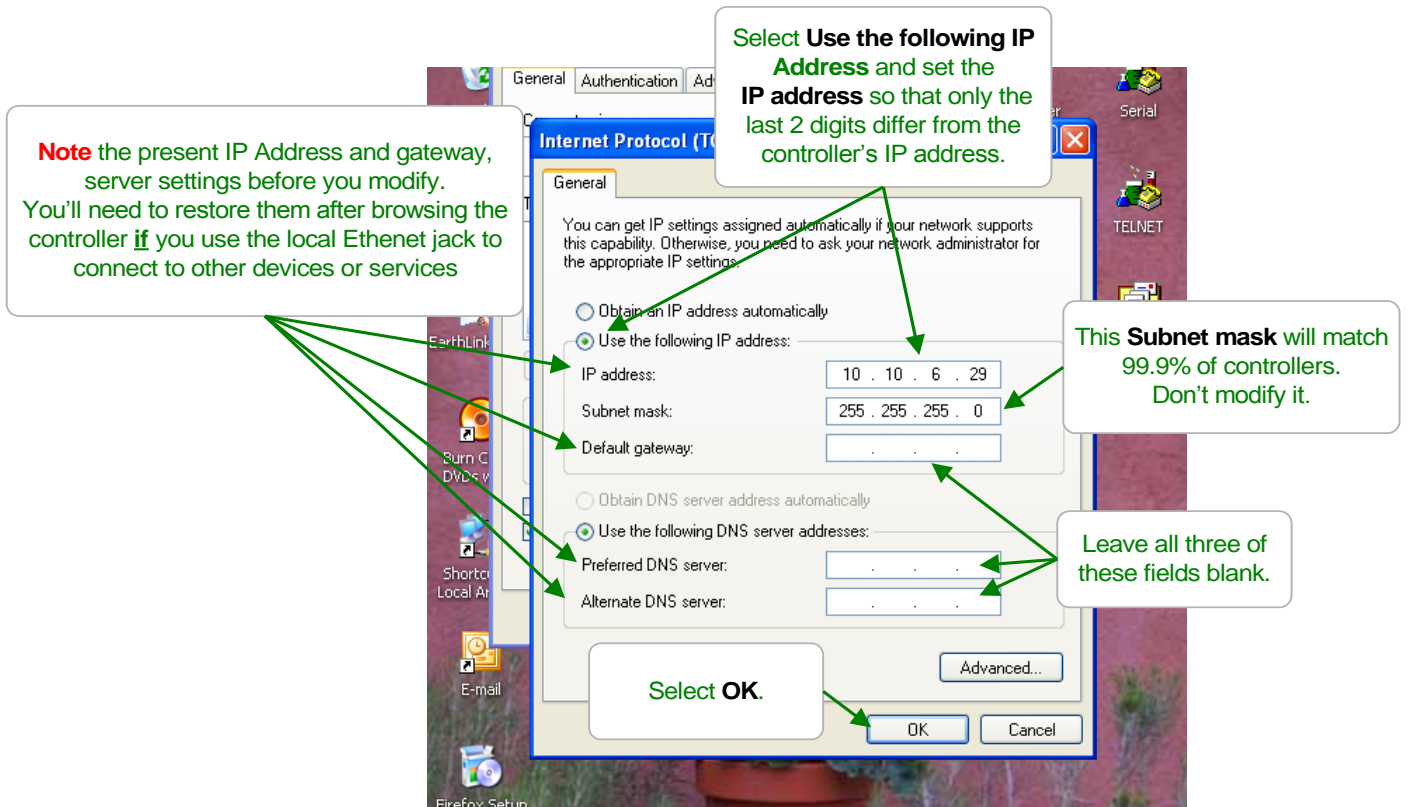 Select Use the following IP
Address and set the
IP address so that only the
last 2 digits differ from the
controller's IP address.
Note the present IP Address and gateway,
server settings before you modify.
You'll need to restore them after browsing the
controller if you use the local Ethenet jack to
connect to other devices or services
General Authentication
Serial
TELNET
Internet Protocol
General
You can get IP settings assigned automatically if your network supports
this capability. Otherwise, you need to ask your network administrator for
the appropriate IP settings.
Obtain an IP address automatically
Use the following IP address:
IP address: 10 . 10 . 6 . 29
Subnet mask: 255 . 255 . 255 . 0
Default gateway: . . .
This Subnet mask will match
99.9% of controllers.
Don't modify it.
Obtain DNS server address automatically
Use the following DNS server addresses:
Preferred DNS server: . . .
Alternate DNS server: . . .
Leave all three of
these fields blank.
Advanced...
Select OK.
OK Cancel
EarthLink
Burn
DVDs
Local
E-mail
Firefox Setup